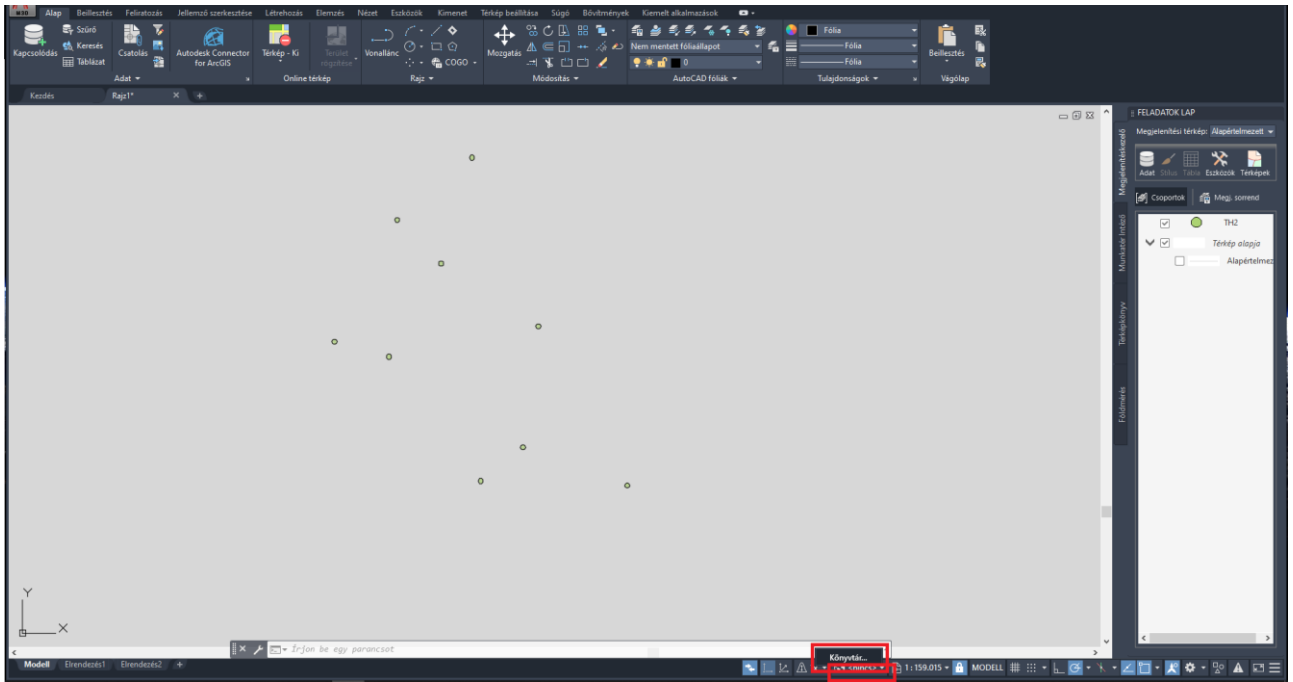 M3D Alap Beillesztés Feliratozás Jellemző szerkesztése Létrehozás Elemzés Nézet Eszközök Kimenet Térkép beállítása Súgó Bővítmények Kiemelt alkalmazások
Kapcsolódás
Szűrő
Keresés
Táblázat
Csatolás
Adat
Autodesk Connector
for ArcGIS
Térkép - Ki
Terület
Online térkép
Vonallánc
COGO
Rajz
Mozgatás
Módosítás
Nem mentett fóliaállapot
0
AutoCAD fóliák
Fólia
Fólia
Fólia
Tulajdonságok
Beillesztés
Vágólap
Kezdés Rajz1*
FELADATOK LAP
Megjelenítési térkép: Alapértelmezett
Adat Stílus Tábla Eszközök Térképek
Csoportok Megj. sorrend
TH2
Térkép alapja
Alapértelmez
Megjelenítéskezelő
Munkatér Intéző
Térképkönyv
Földmérés
Y
X
Írjon be egy parancsot
Könyvtár...
Modell Elrendezés1 Elrendezés2 +
1 : 159.015 MODELL